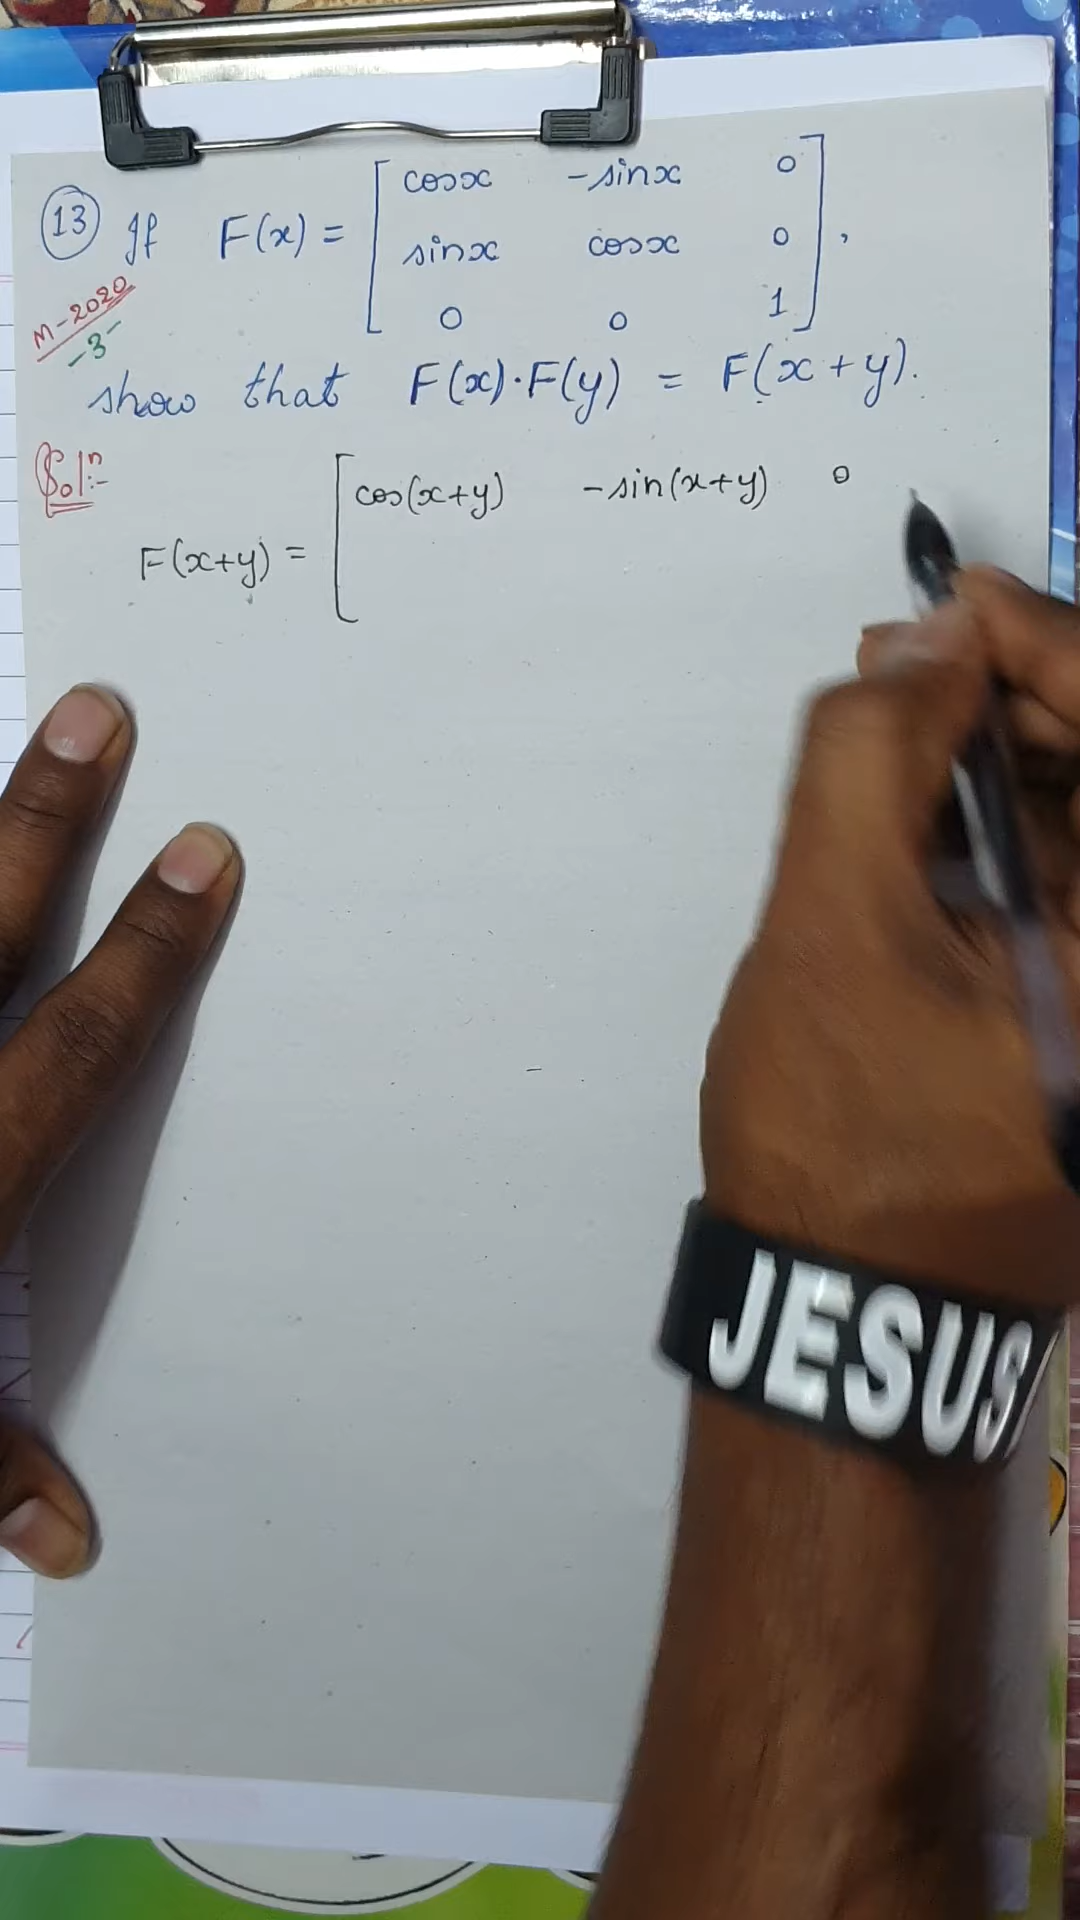 (13) If F(x) = [ cosx -sinx 0
sinx cosx 0
0 0 1 ],
M-2020
-3-
show that F(x)·F(y) = F(x+y).
Solⁿ:-
F(x+y) = [ cos(x+y) -sin(x+y) 0
JESUS